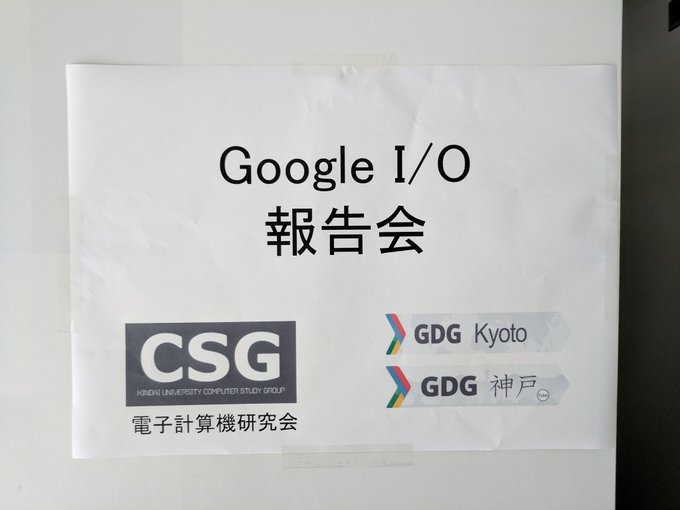 Google I/O
報告会
CSG
KINDAI UNIVERSITY COMPUTER STUDY GROUP
電子計算機研究会
GDG Kyoto
GDG 神戸